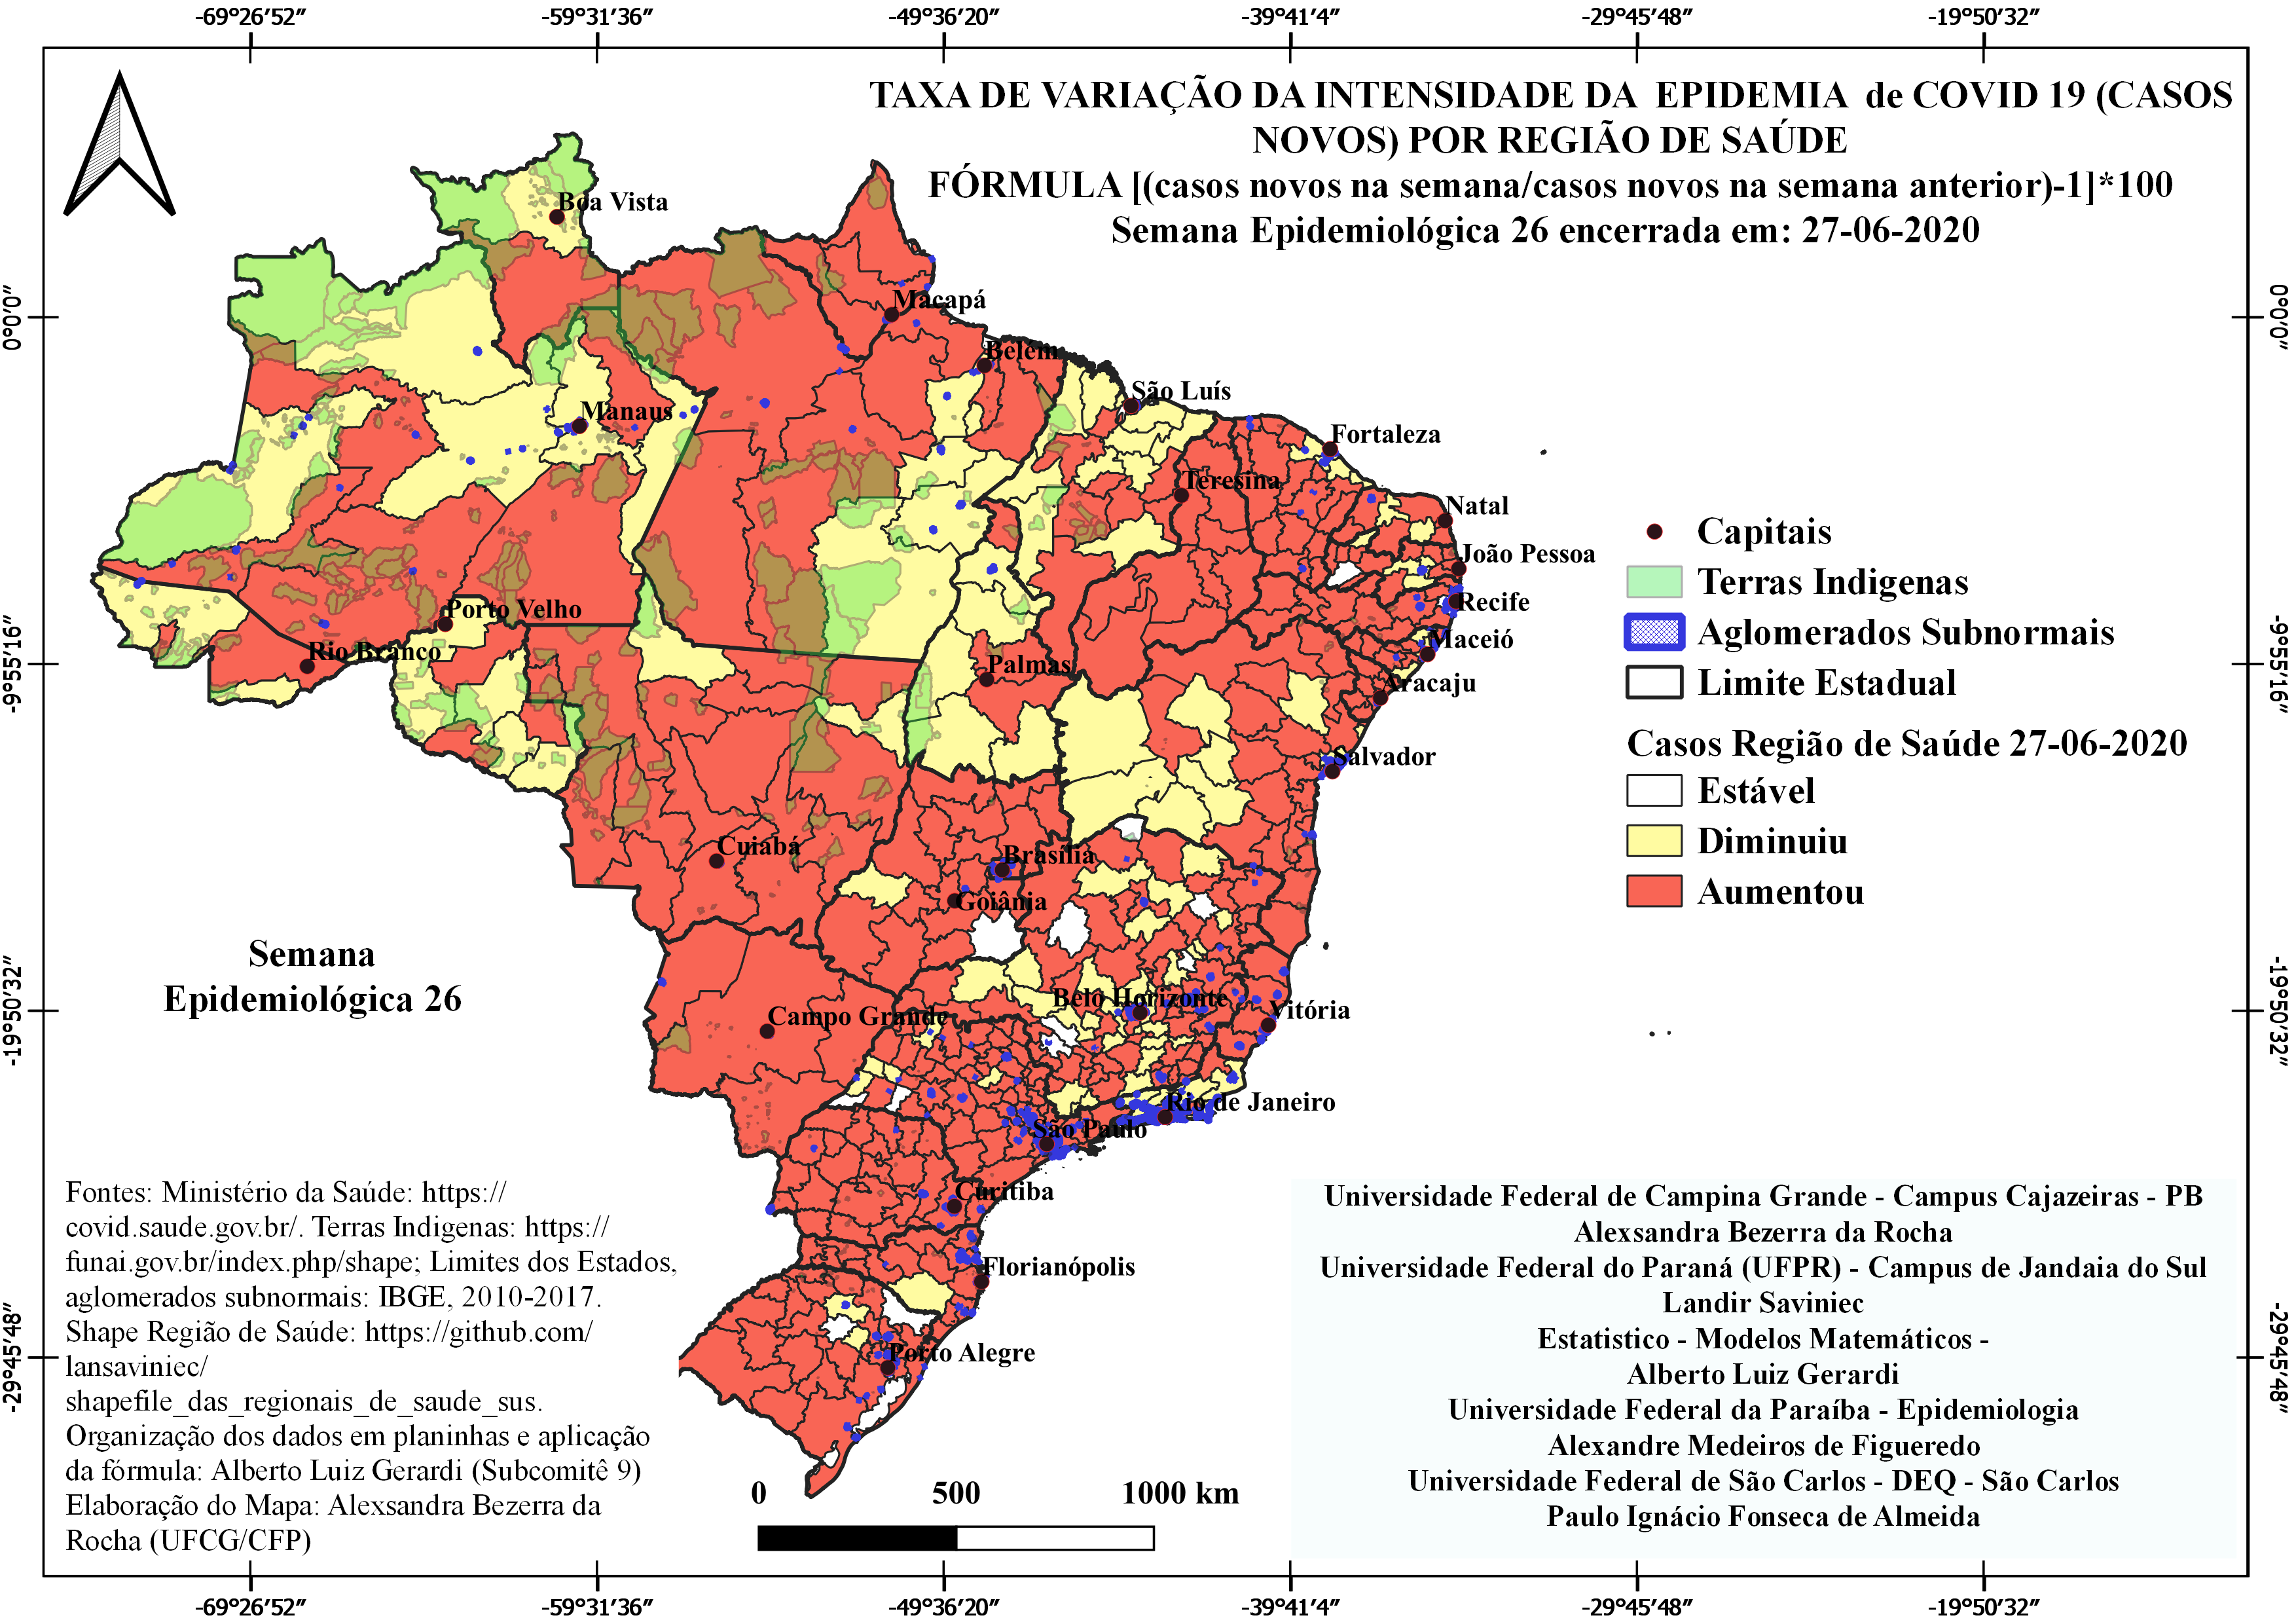 -69°26′52″ -59°31′36″ -49°36′20″ -39°41′4″ -29°45′48″ -19°50′32″
TAXA DE VARIAÇÃO DA INTENSIDADE DA EPIDEMIA de COVID 19 (CASOS
NOVOS) POR REGIÃO DE SAÚDE
FÓRMULA [(casos novos na semana/casos novos na semana anterior)-1]*100
Semana Epidemiológica 26 encerrada em: 27-06-2020
0°0′0″
0°0′0″
-9°55′16″
-9°55′16″
-19°50′32″
-19°50′32″
-29°45′48″
-29°45′48″
Boa Vista
Macapá
Belém
São Luís
Manaus
Fortaleza
Teresina
Natal
João Pessoa
Recife
Porto Velho
Maceió
Rio Branco
Palmas
Aracaju
Salvador
Cuiabá
Brasília
Goiânia
Belo Horizonte
Vitória
Campo Grande
Rio de Janeiro
São Paulo
Curitiba
Florianópolis
Porto Alegre
Capitais
Terras Indigenas
Aglomerados Subnormais
Limite Estadual
Casos Região de Saúde 27-06-2020
Estável
Diminuiu
Aumentou
Semana
Epidemiológica 26
Fontes: Ministério da Saúde: https://
covid.saude.gov.br/. Terras Indigenas: https://
funai.gov.br/index.php/shape; Limites dos Estados,
aglomerados subnormais: IBGE, 2010-2017.
Shape Região de Saúde: https://github.com/
lansaviniec/
shapefile_das_regionais_de_saude_sus.
Organização dos dados em planinhas e aplicação
da fórmula: Alberto Luiz Gerardi (Subcomitê 9)
Elaboração do Mapa: Alexsandra Bezerra da
Rocha (UFCG/CFP)
0 500 1000 km
Universidade Federal de Campina Grande - Campus Cajazeiras - PB
Alexsandra Bezerra da Rocha
Universidade Federal do Paraná (UFPR) - Campus de Jandaia do Sul
Landir Saviniec
Estatistico - Modelos Matemáticos -
Alberto Luiz Gerardi
Universidade Federal da Paraíba - Epidemiologia
Alexandre Medeiros de Figueredo
Universidade Federal de São Carlos - DEQ - São Carlos
Paulo Ignácio Fonseca de Almeida
-69°26′52″ -59°31′36″ -49°36′20″ -39°41′4″ -29°45′48″ -19°50′32″